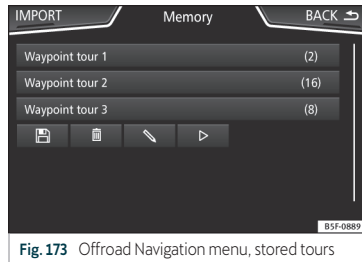 IMPORT Memory BACK
Waypoint tour 1 (2)
Waypoint tour 2 (16)
Waypoint tour 3 (8)
B5F-0889
Fig. 173 Offroad Navigation menu, stored tours